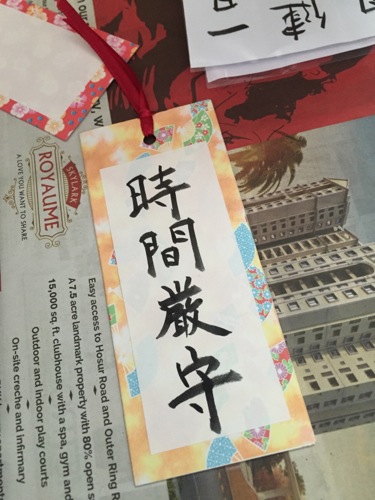 時間厳守
SKYLARK
ROYAUME
A LOVE YOU WANT TO SHARE
Easy access to Hosur Road and Outer Ring R
A 7.5 acre landmark property with 80% open s
15,000 sq. ft. clubhouse with a spa, gym and
Outdoor and indoor play courts
On-site creche and infirmary